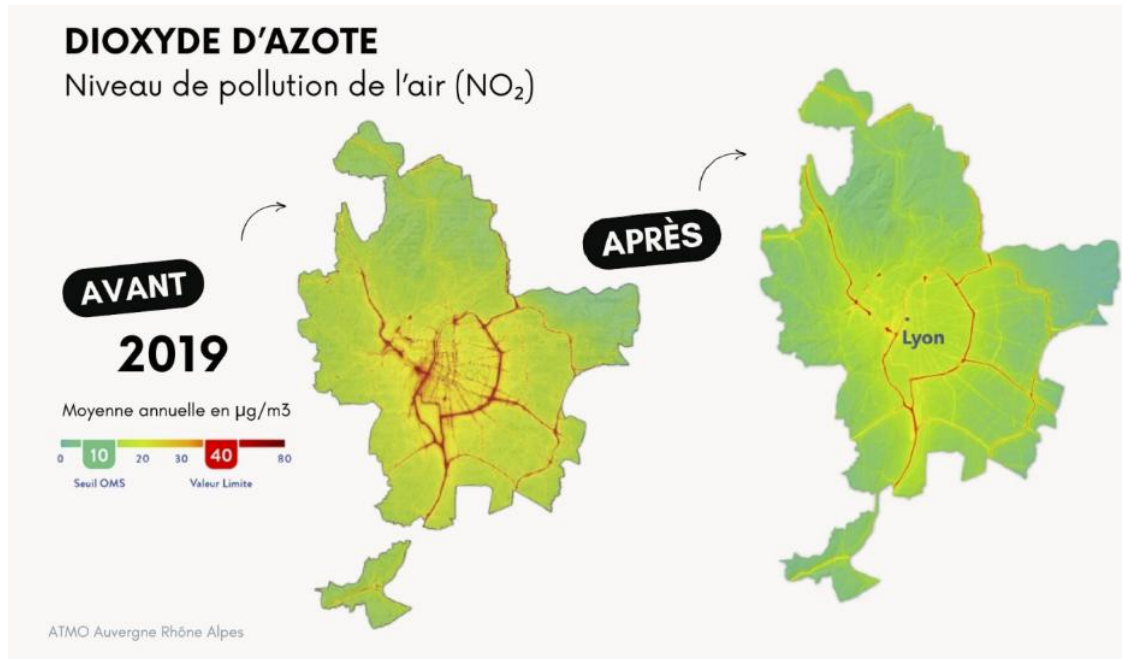 DIOXYDE D'AZOTE
Niveau de pollution de l'air (NO₂)
AVANT
2019
APRÈS
Lyon
Moyenne annuelle en µg/m3
0 10 20 30 40 80
Seuil OMS Valeur Limite
ATMO Auvergne Rhône Alpes